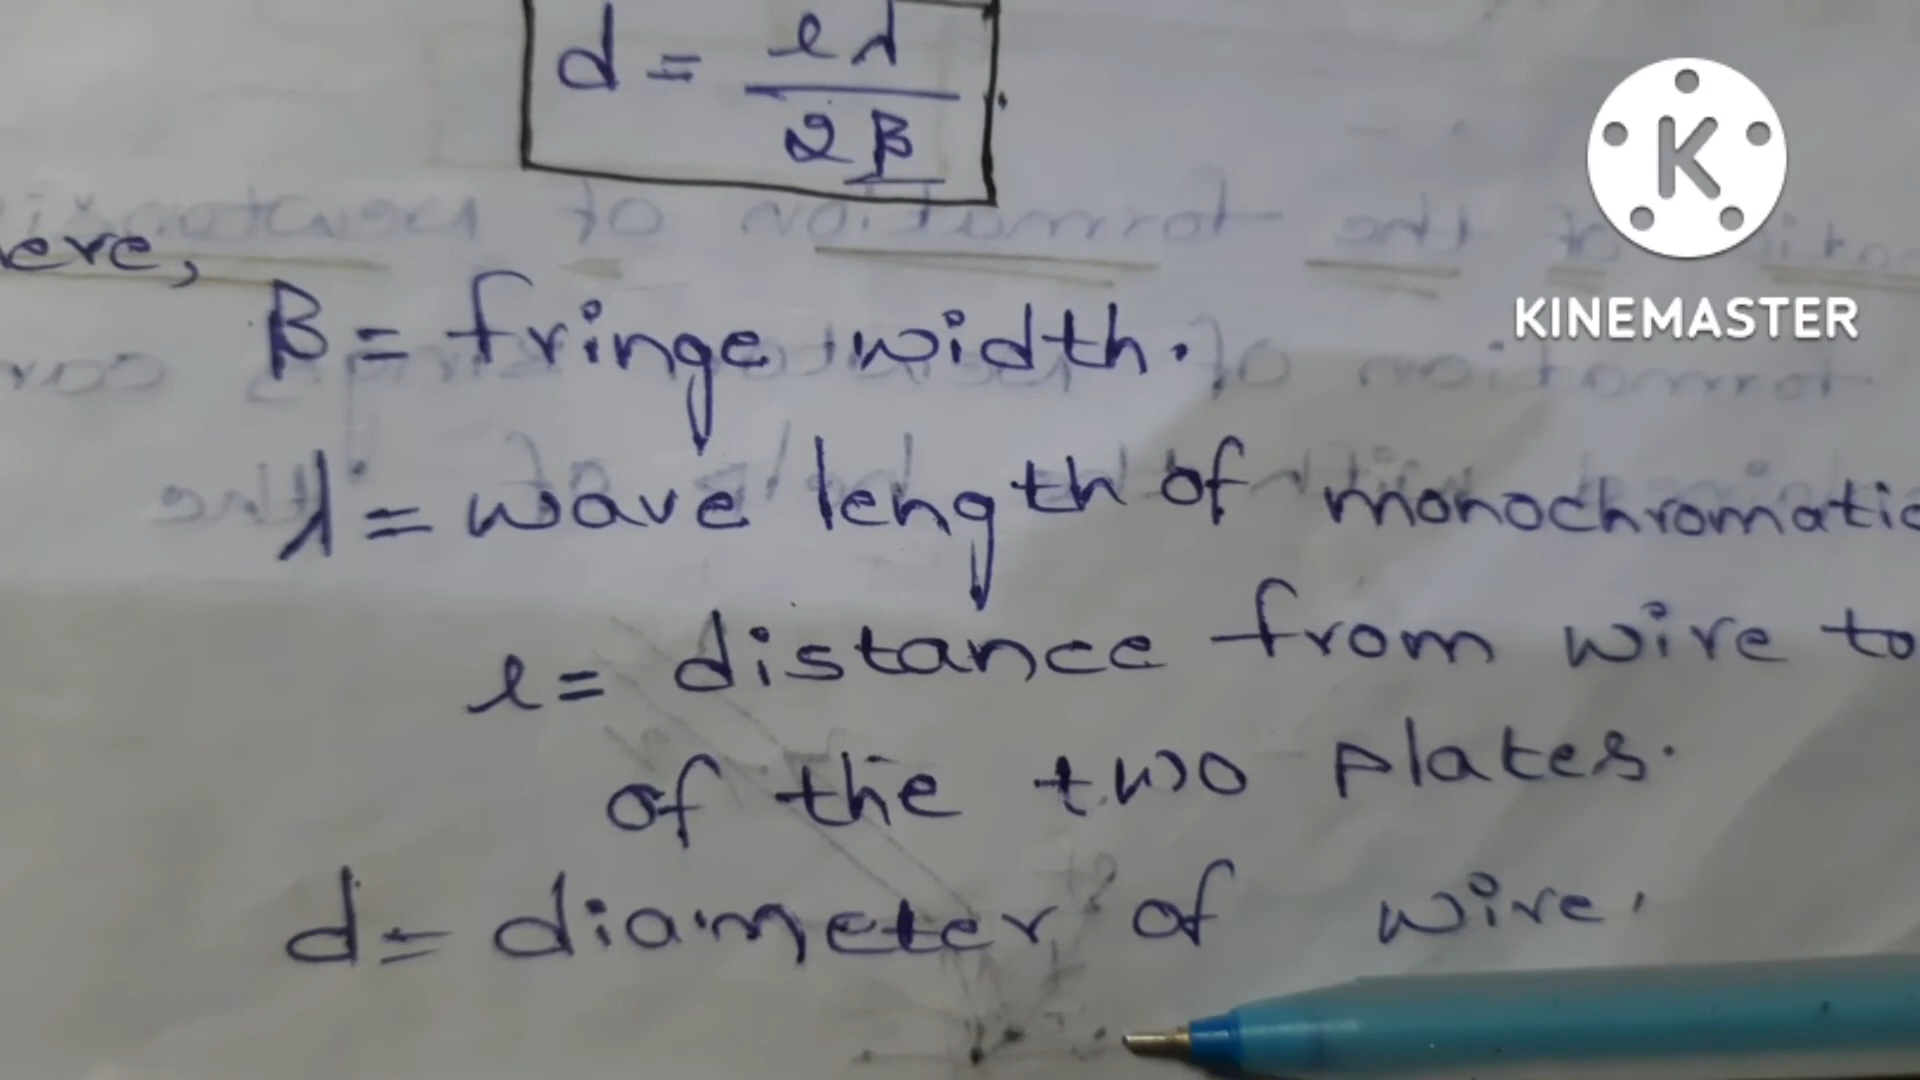 d = lλ / 2β
ere,
β = fringe width.
λ = wave length of monochromatic
l = distance from wire to
of the two plates.
d = diameter of wire.
K
KINEMASTER